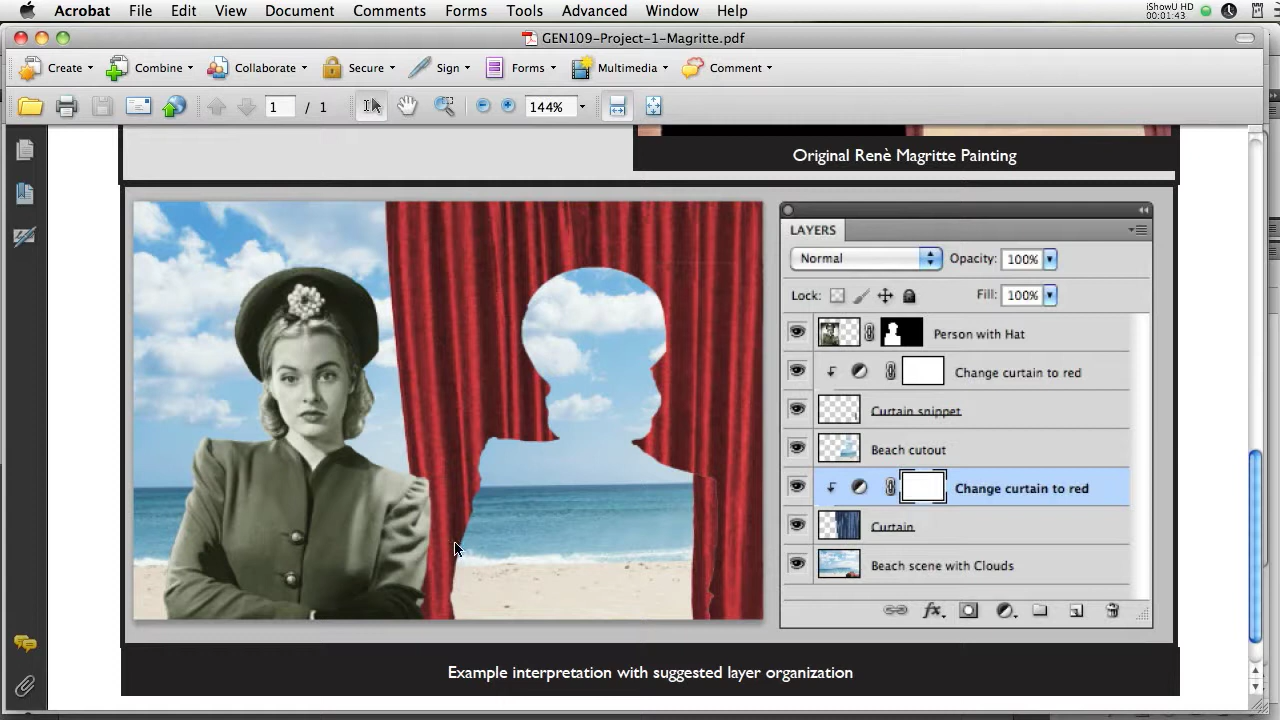 Acrobat File Edit View Document Comments Forms Tools Advanced Window Help
iShowU HD
00:01:43
GEN109-Project-1-Magritte.pdf
Create Combine Collaborate Secure Sign Forms Multimedia Comment
1 / 1 144%
Original Renè Magritte Painting
LAYERS
Normal Opacity: 100%
Lock: Fill: 100%
Person with Hat
Change curtain to red
Curtain snippet
Beach cutout
Change curtain to red
Curtain
Beach scene with Clouds
fx
Example interpretation with suggested layer organization